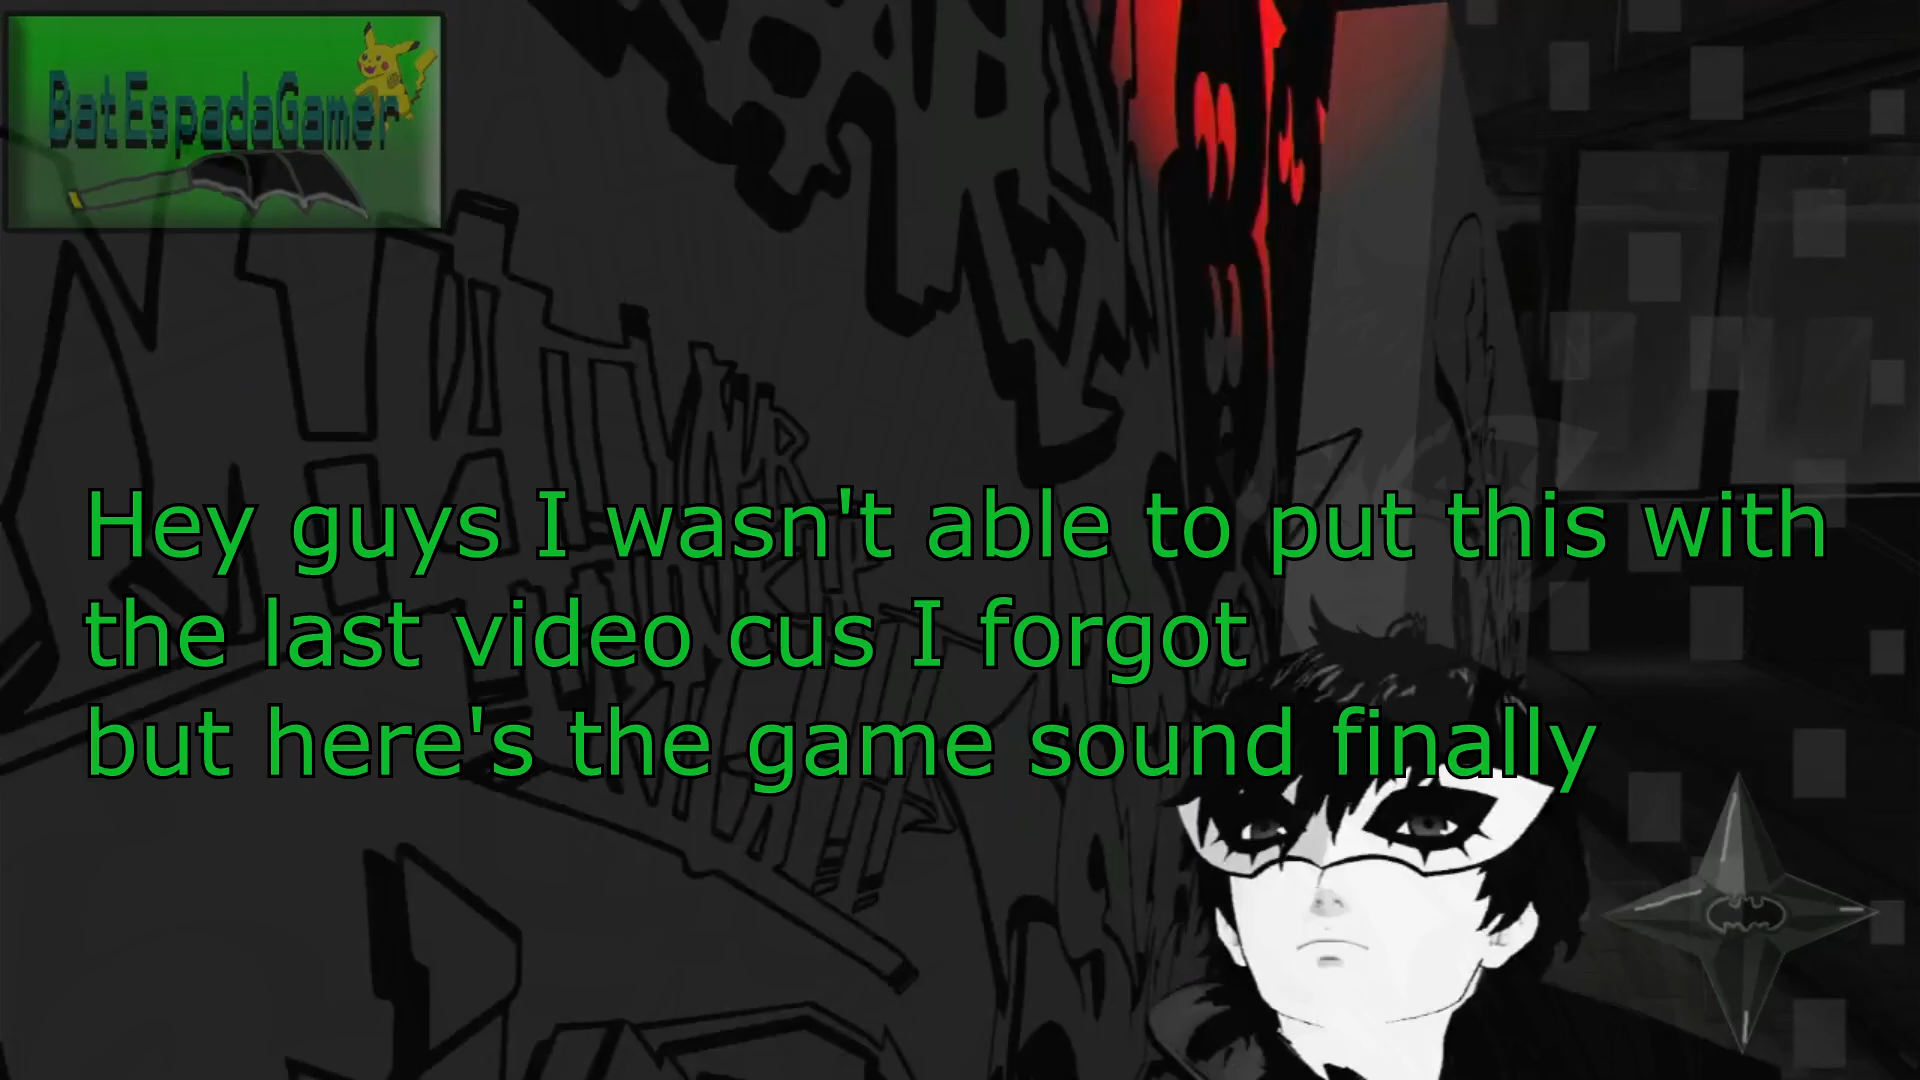 BatEspadaGamer
Hey guys I wasn't able to put this with
the last video cus I forgot
but here's the game sound finally